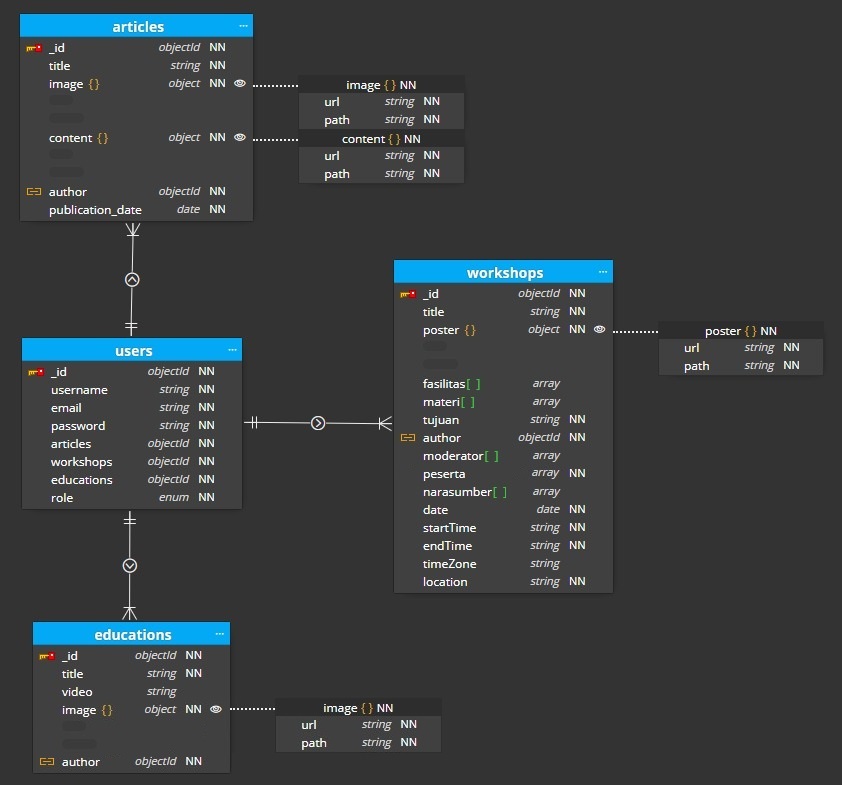 articles ...
_id objectId NN
title string NN
image { } object NN
content { } object NN
author objectId NN
publication_date date NN
image { } NN
url string NN
path string NN
content { } NN
url string NN
path string NN
users ...
_id objectId NN
username string NN
email string NN
password string NN
articles objectId NN
workshops objectId NN
educations objectId NN
role enum NN
workshops ...
_id objectId NN
title string NN
poster { } object NN
fasilitas[ ] array
materi[ ] array
tujuan string NN
author objectId NN
moderator[ ] array
peserta array NN
narasumber[ ] array
date date NN
startTime string NN
endTime string NN
timeZone string
location string NN
poster { } NN
url string NN
path string NN
educations ...
_id objectId NN
title string NN
video string
image { } object NN
author objectId NN
image { } NN
url string NN
path string NN